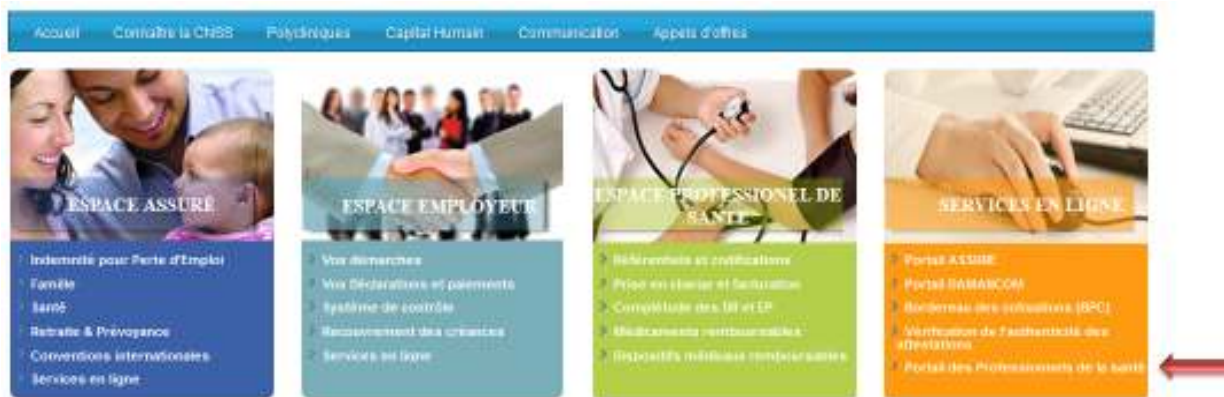 Accueil Connaître la CNSS Polycliniques Capital Humain Communication Appels d'offres
ESPACE ASSURÉ
Indemnité pour Perte d'Emploi
Famille
Santé
Retraite & Prévoyance
Conventions internationales
Services en ligne
ESPACE EMPLOYEUR
Vos démarches
Vos Déclarations et paiements
Système de contrôle
Recouvrement des créances
Services en ligne
ESPACE PROFESSIONEL DE
SANTÉ
Référentiels et codifications
Prise en charge et facturation
Complétude des DR et EP
Médicaments remboursables
Dispositifs médicaux remboursables
SERVICES EN LIGNE
Portail ASSURE
Portail DAMANCOM
Bordereau des cotisations (BPC)
Vérification de l'authenticité des
attestations
Portail des Professionnels de la santé